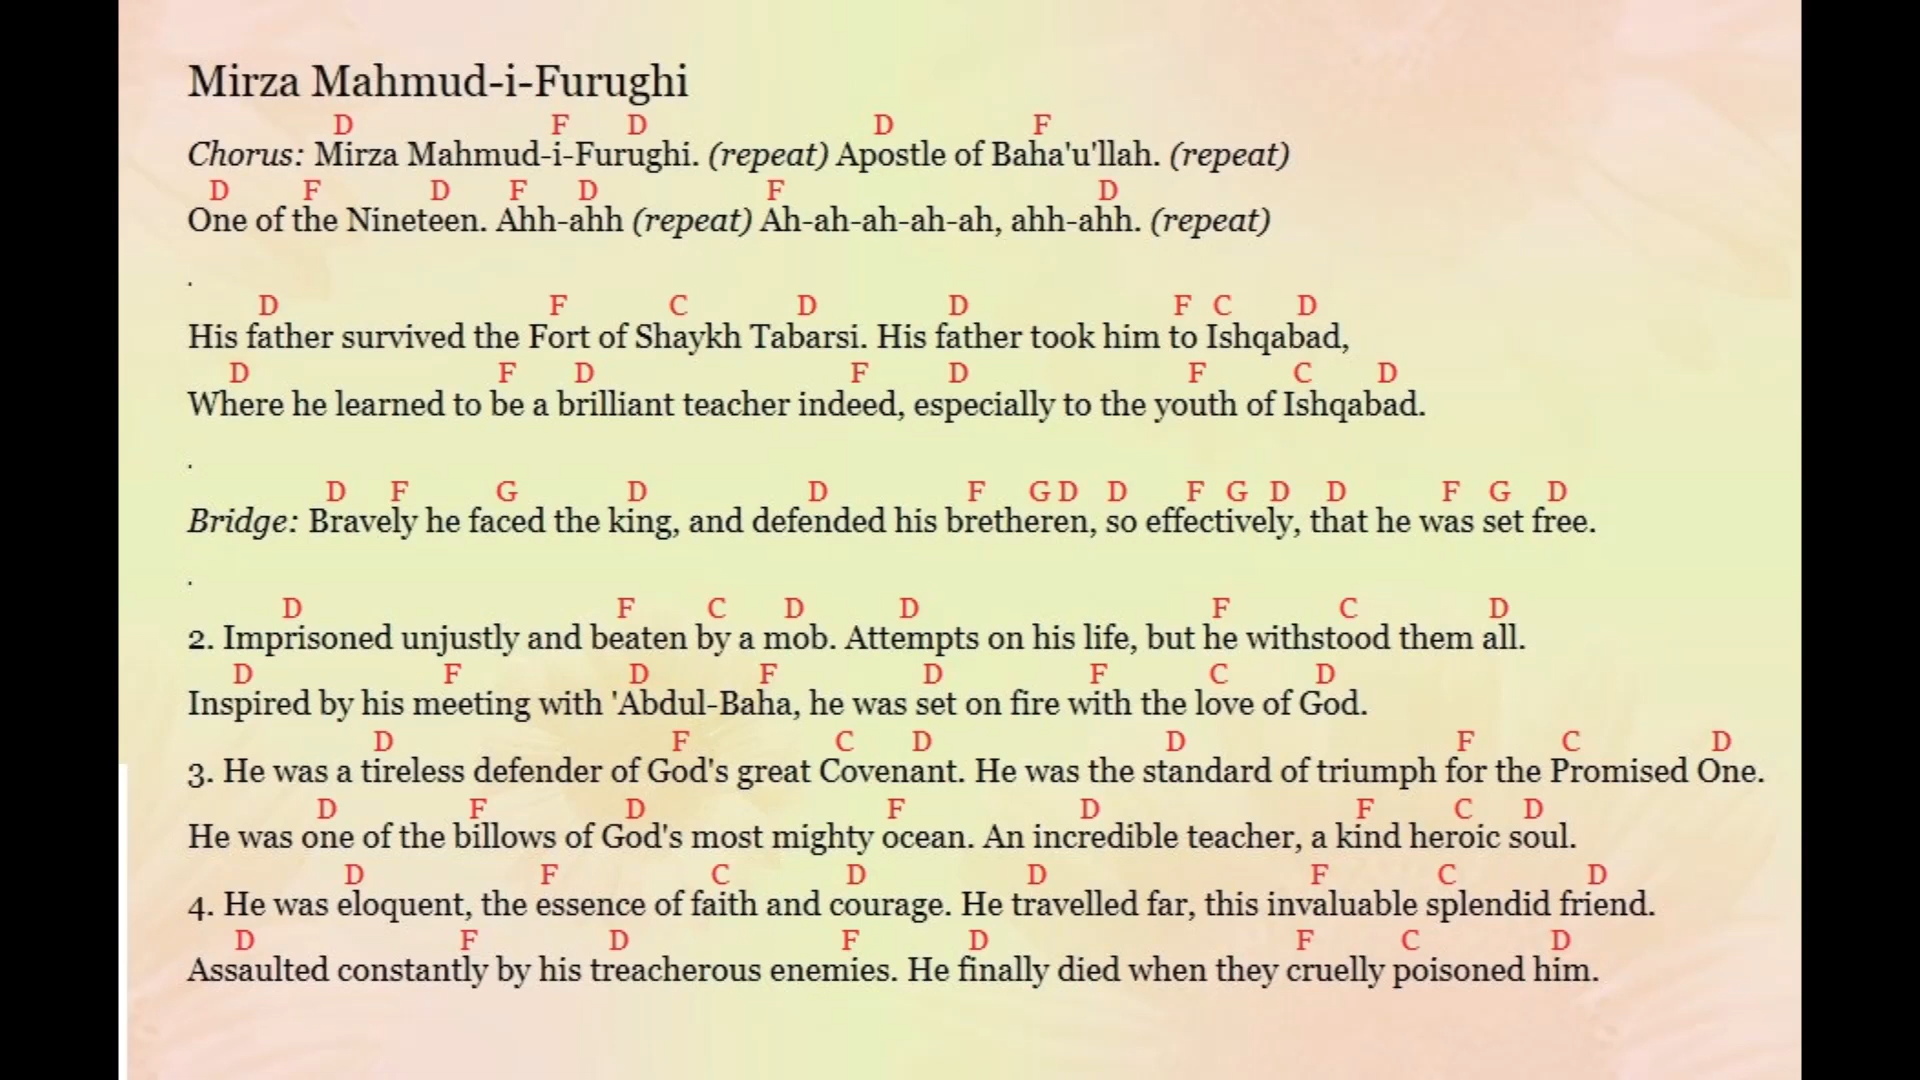 Mirza Mahmud-i-Furughi
D F D D F
Chorus: Mirza Mahmud-i-Furughi. (repeat) Apostle of Baha'u'llah. (repeat)
D F D F D F D
One of the Nineteen. Ahh-ahh (repeat) Ah-ah-ah-ah-ah, ahh-ahh. (repeat)
.
D F C D D F C D
His father survived the Fort of Shaykh Tabarsi. His father took him to Ishqabad,
D F D F D F C D
Where he learned to be a brilliant teacher indeed, especially to the youth of Ishqabad.
.
D F G D D F G D D F G D D F G D
Bridge: Bravely he faced the king, and defended his bretheren, so effectively, that he was set free.
.
D F C D D F C D
2. Imprisoned unjustly and beaten by a mob. Attempts on his life, but he withstood them all.
D F D F D F C D
Inspired by his meeting with 'Abdul-Baha, he was set on fire with the love of God.
D F C D D F C D
3. He was a tireless defender of God's great Covenant. He was the standard of triumph for the Promised One.
D F D F D F C D
He was one of the billows of God's most mighty ocean. An incredible teacher, a kind heroic soul.
D F C D D F C D
4. He was eloquent, the essence of faith and courage. He travelled far, this invaluable splendid friend.
D F D F D F C D
Assaulted constantly by his treacherous enemies. He finally died when they cruelly poisoned him.